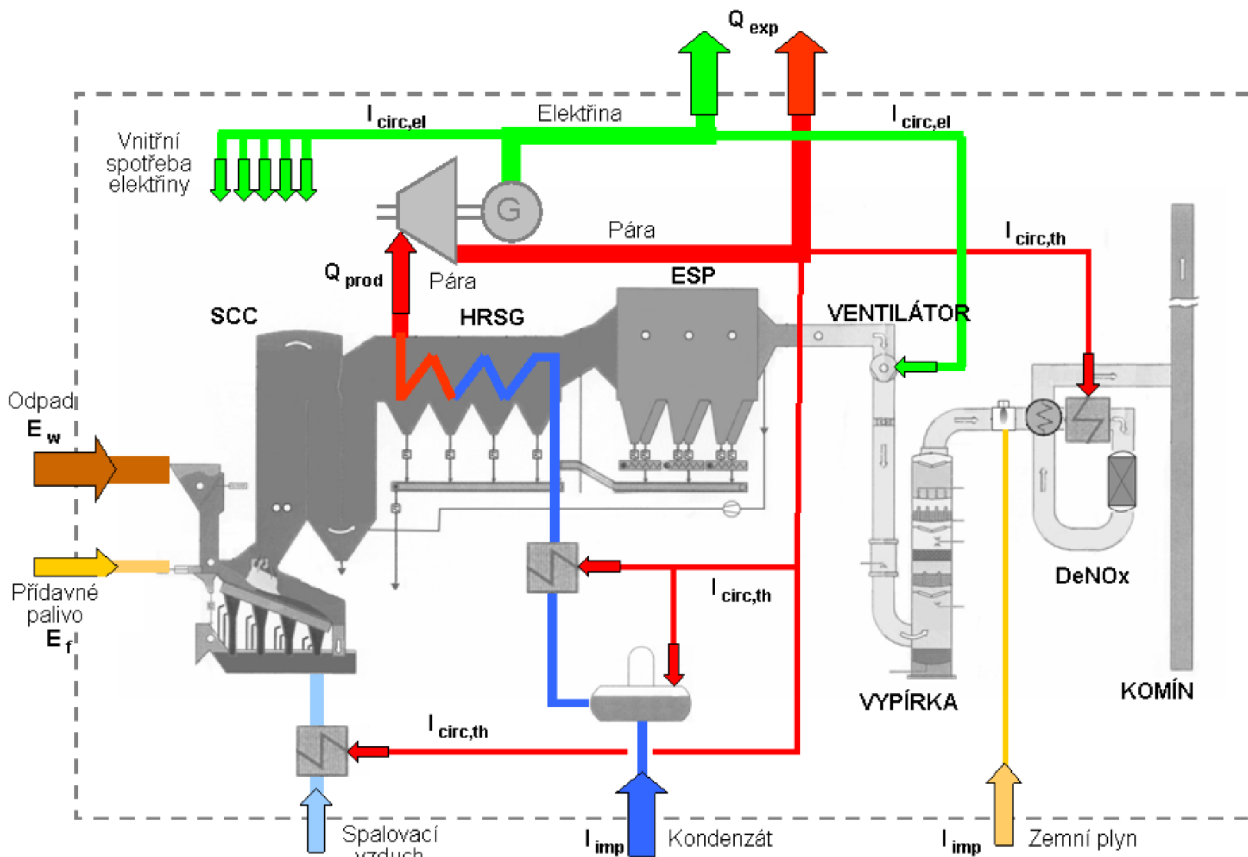 Q exp
I circ,el
Elektřina
I circ,el
Vnitřní
spotřeba
elektřiny
G
Pára
I circ,th
Q prod
Pára
ESP
SCC
HRSG
VENTILÁTOR
Odpad
E w
Přídavné
palivo
E f
I circ,th
DeNOx
VYPÍRKA
KOMÍN
I circ,th
Spalovací
vzduch
I imp
Kondenzát
I imp
Zemní plyn